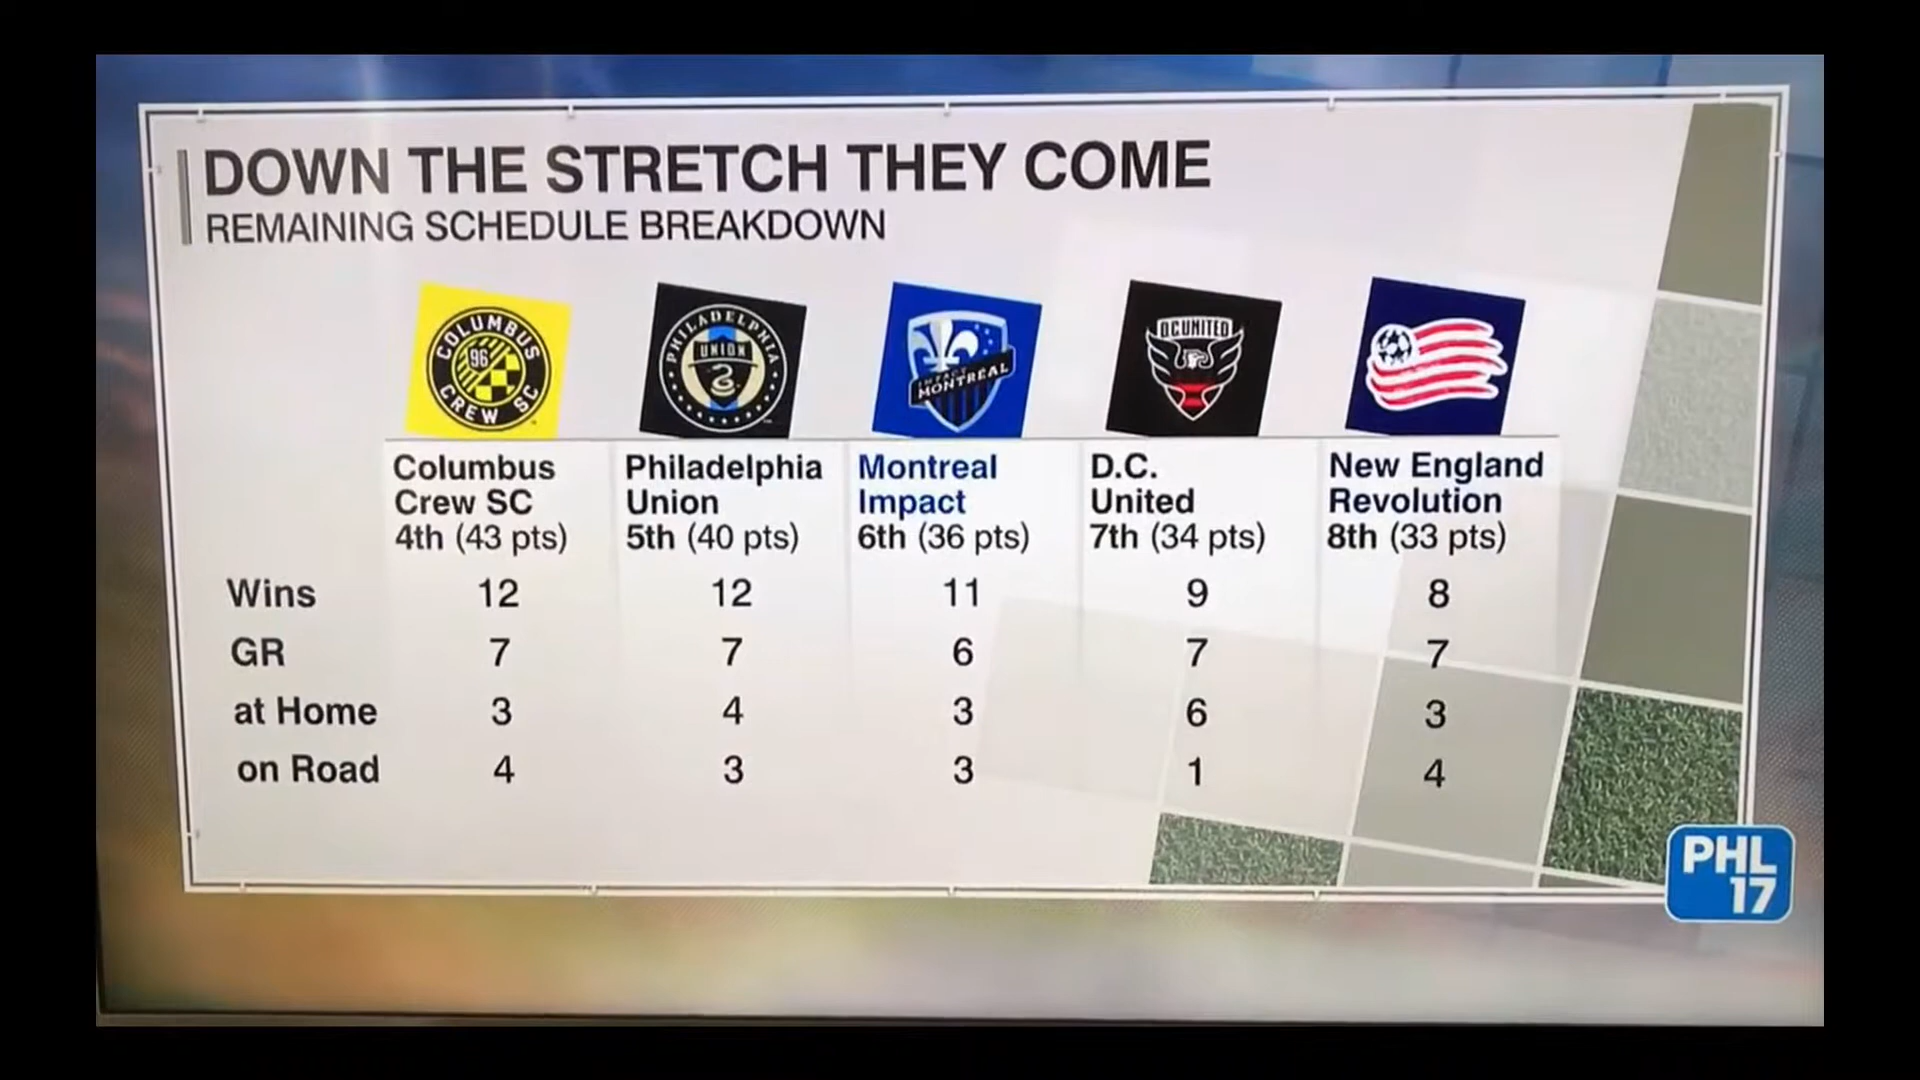 DOWN THE STRETCH THEY COME
REMAINING SCHEDULE BREAKDOWN
COLUMBUS
96
CREW SC
PHILADELPHIA
UNION
IMPACT
MONTRÉAL
DC UNITED
Columbus Crew SC
4th (43 pts)
Philadelphia Union
5th (40 pts)
Montreal Impact
6th (36 pts)
D.C. United
7th (34 pts)
New England Revolution
8th (33 pts)
Wins 12 12 11 9 8
GR 7 7 6 7 7
at Home 3 4 3 6 3
on Road 4 3 3 1 4
PHL
17